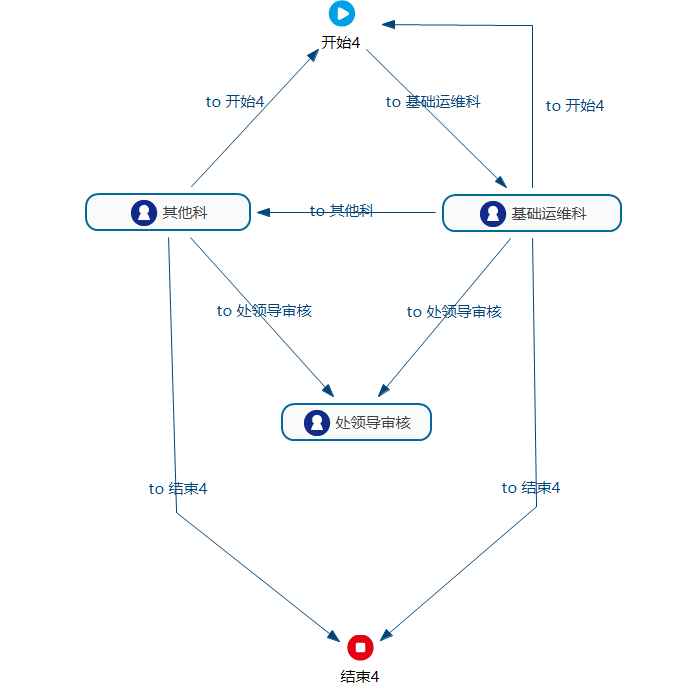 开始4
to 开始4
to 基础运维科
to 开始4
其他科
to 其他科
基础运维科
to 处领导审核
to 处领导审核
处领导审核
to 结束4
to 结束4
结束4